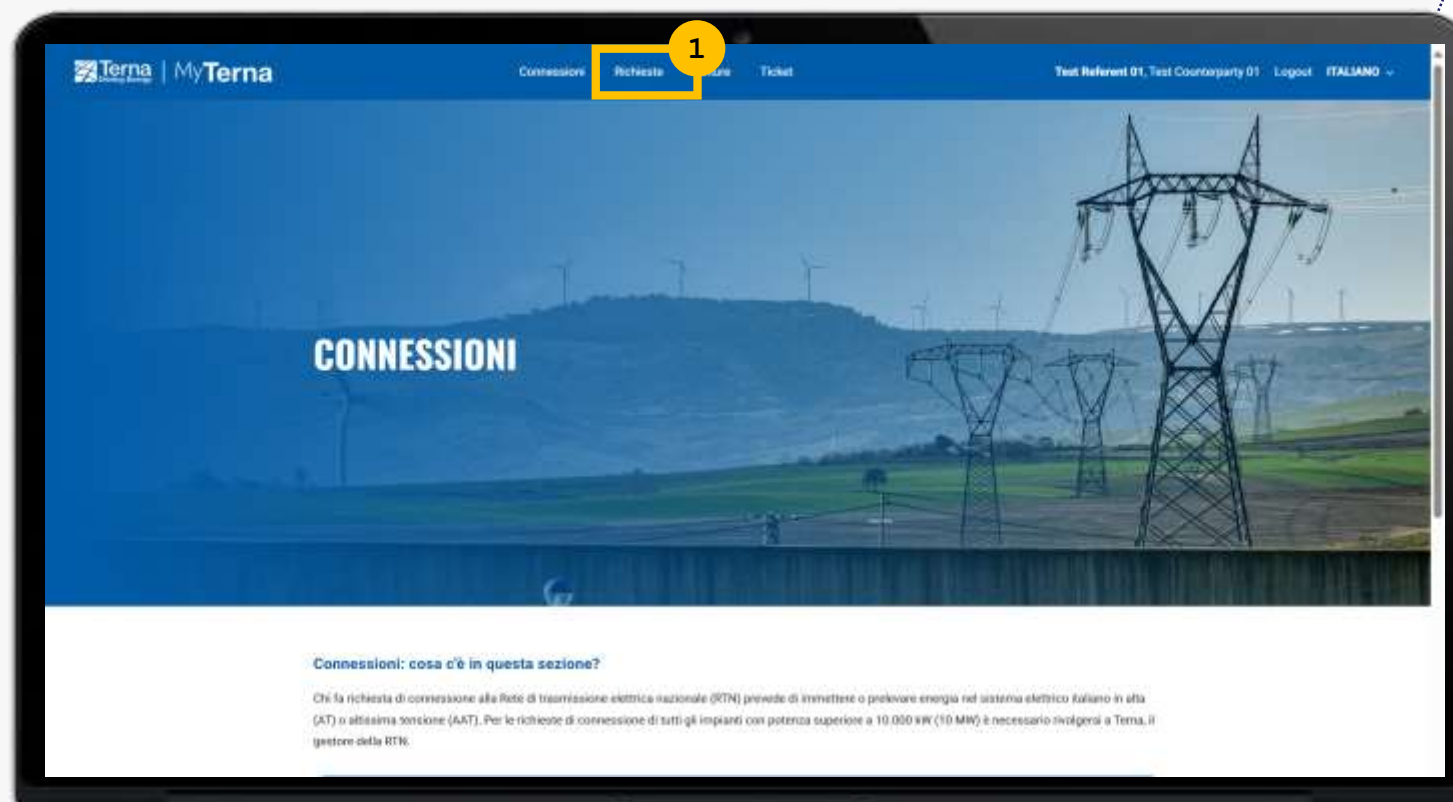 1
Terna | MyTerna
Driving Energy
Connessioni Richieste Ticket
Test Referent 01, Test Counterparty 01 Logout ITALIANO
CONNESSIONI
Connessioni: cosa c'è in questa sezione?
Chi fa richiesta di connessione alla Rete di trasmissione elettrica nazionale (RTN) prevede di immettere o prelevare energia nel sistema elettrico italiano in alta
(AT) o altissima tensione (AAT). Per le richieste di connessione di tutti gli impianti con potenza superiore a 10.000 kW (10 MW) è necessario rivolgersi a Terna, il
gestore della RTN.